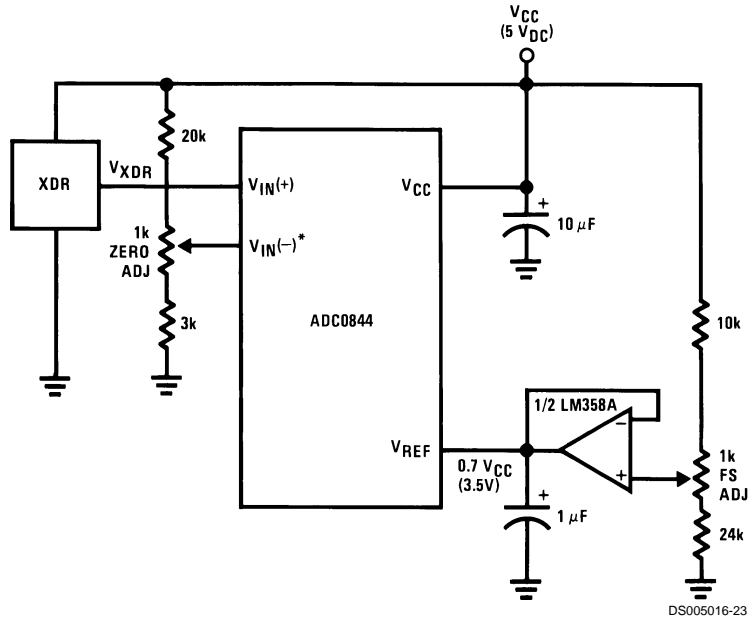 VCC
(5 VDC)
20k
XDR
VXDR
VIN(+)
VCC
+
10 µF
1k
ZERO
ADJ
VIN(−)*
3k
ADC0844
10k
1/2 LM358A
−
VREF
0.7 VCC
(3.5V)
+
1k
FS
ADJ
+
1 µF
24k
DS005016-23